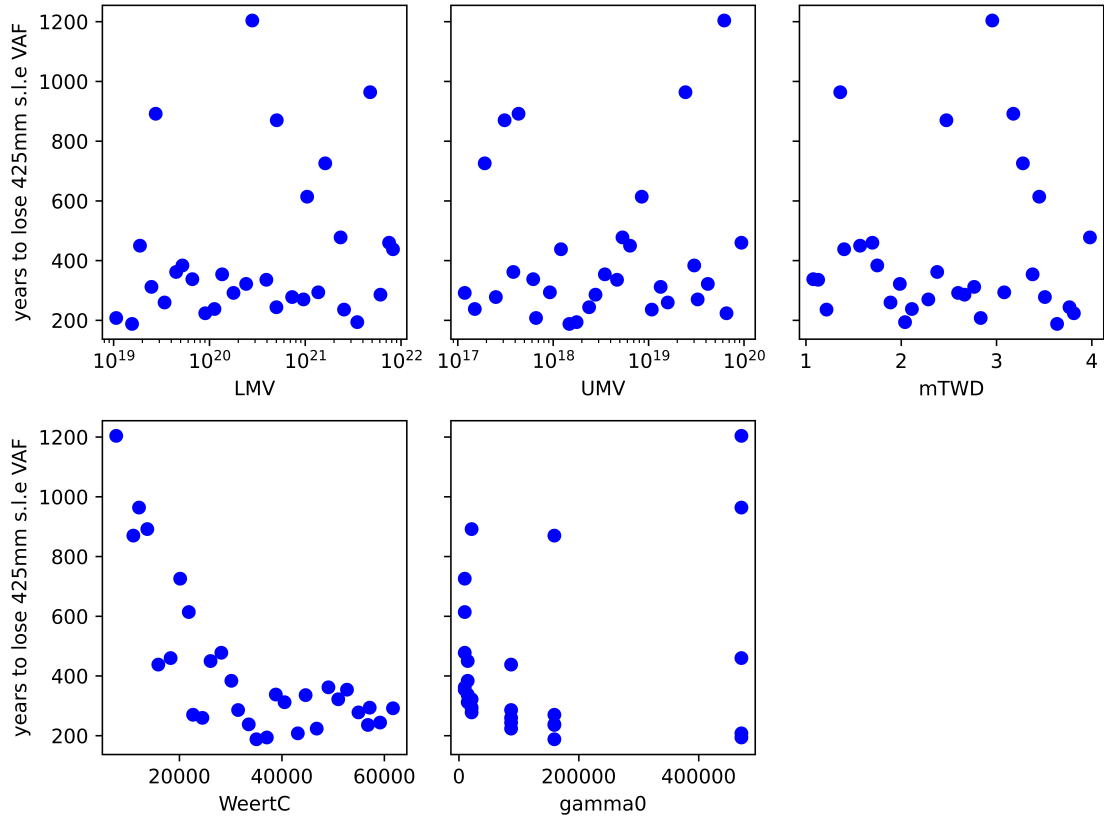 years to lose 425mm s.l.e VAF
1200
1000
800
600
400
200
10^19 10^20 10^21 10^22
LMV
10^17 10^18 10^19 10^20
UMV
1 2 3 4
mTWD
years to lose 425mm s.l.e VAF
1200
1000
800
600
400
200
20000 40000 60000
WeertC
0 200000 400000
gamma0